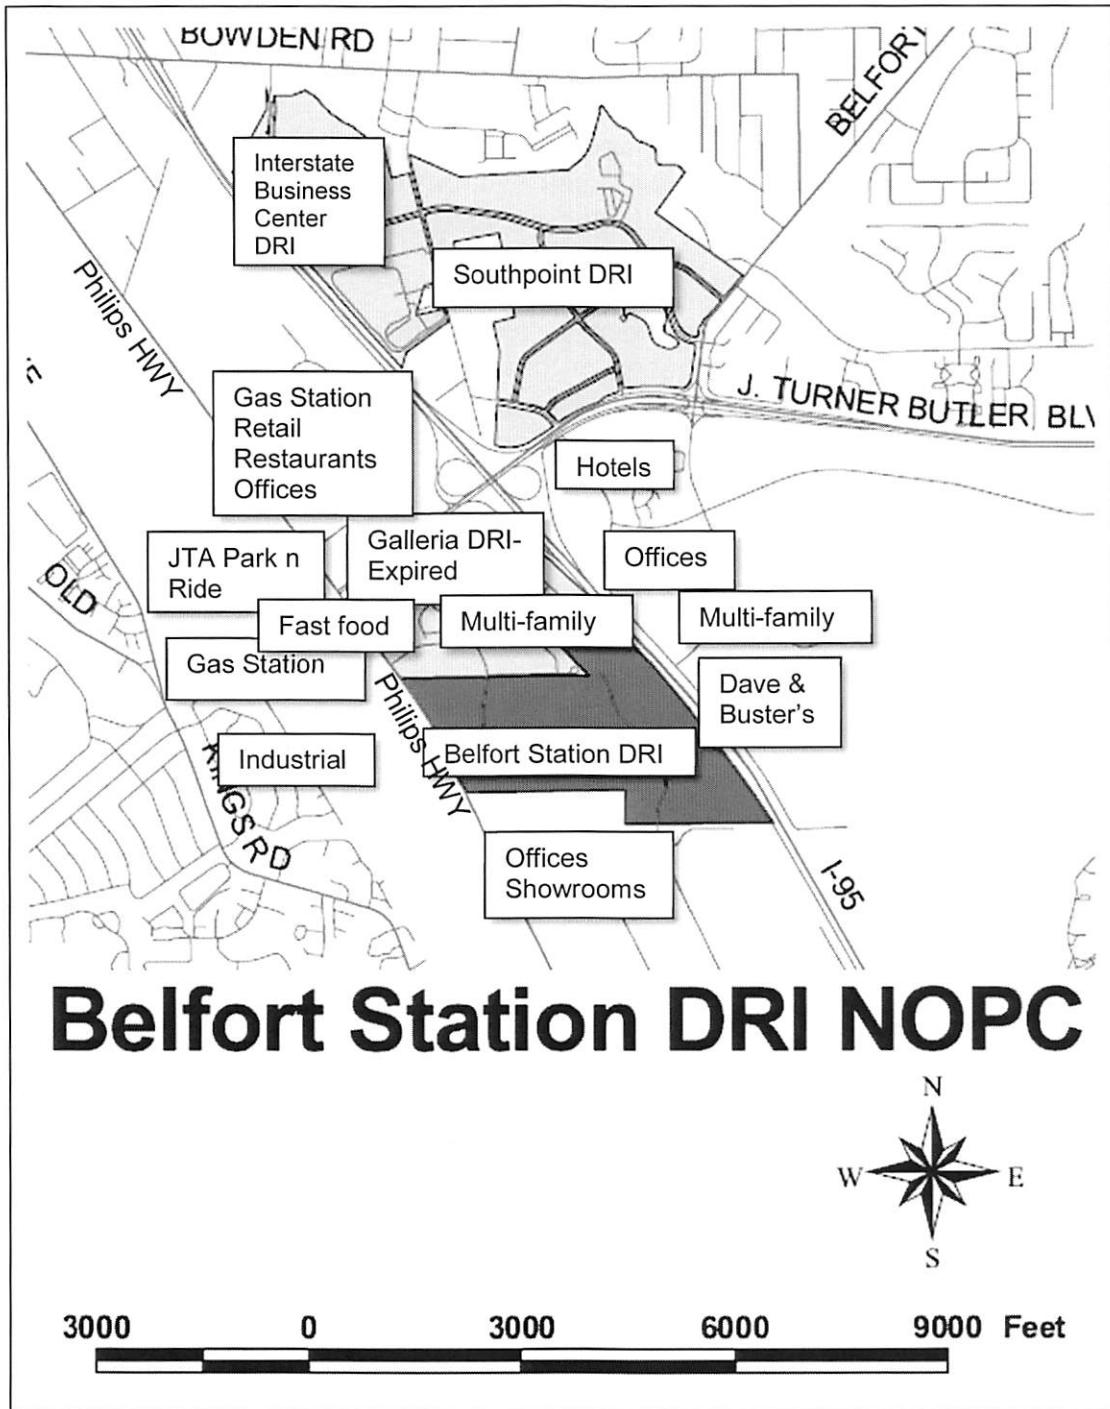 BOWDEN RD
BELFORT
Interstate
Business
Center
DRI
Southpoint DRI
Philips HWY
J. TURNER BUTLER BLV
Gas Station
Retail
Restaurants
Offices
Hotels
JTA Park n
Ride
Galleria DRI-
Expired
Offices
OLD
Fast food
Multi-family
Multi-family
Gas Station
Dave &
Buster's
Philips HWY
Industrial
Belfort Station DRI
KINGS RD
Offices
Showrooms
I-95
Belfort Station DRI NOPC
N
W E
S
3000 0 3000 6000 9000 Feet